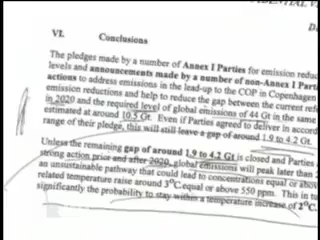 VI. Conclusions
The pledges made by a number of Annex I Parties for emission reduc
levels and announcements made by a number of non-Annex I Parti
actions to address emissions in the lead-up to the COP in Copenhagen
emission reductions and help to reduce the gap between the current refe
in 2020 and the required level of global emissions of 44 Gt in the same
estimated at around 10.5 Gt. Even if Parties agreed to deliver in accord
range of their pledge, this will still leave a gap of around 1.9 to 4.2 Gt.
Unless the remaining gap of around 1.9 to 4.2 Gt is closed and Parties
strong action prior and after 2020, global emissions will peak later than 2
an unsustainable pathway that could lead to concentrations equal or above
related temperature raise around 3°C equal or above 550 ppm. This in tu
significantly the probability to stay within a temperature increase of 2°C